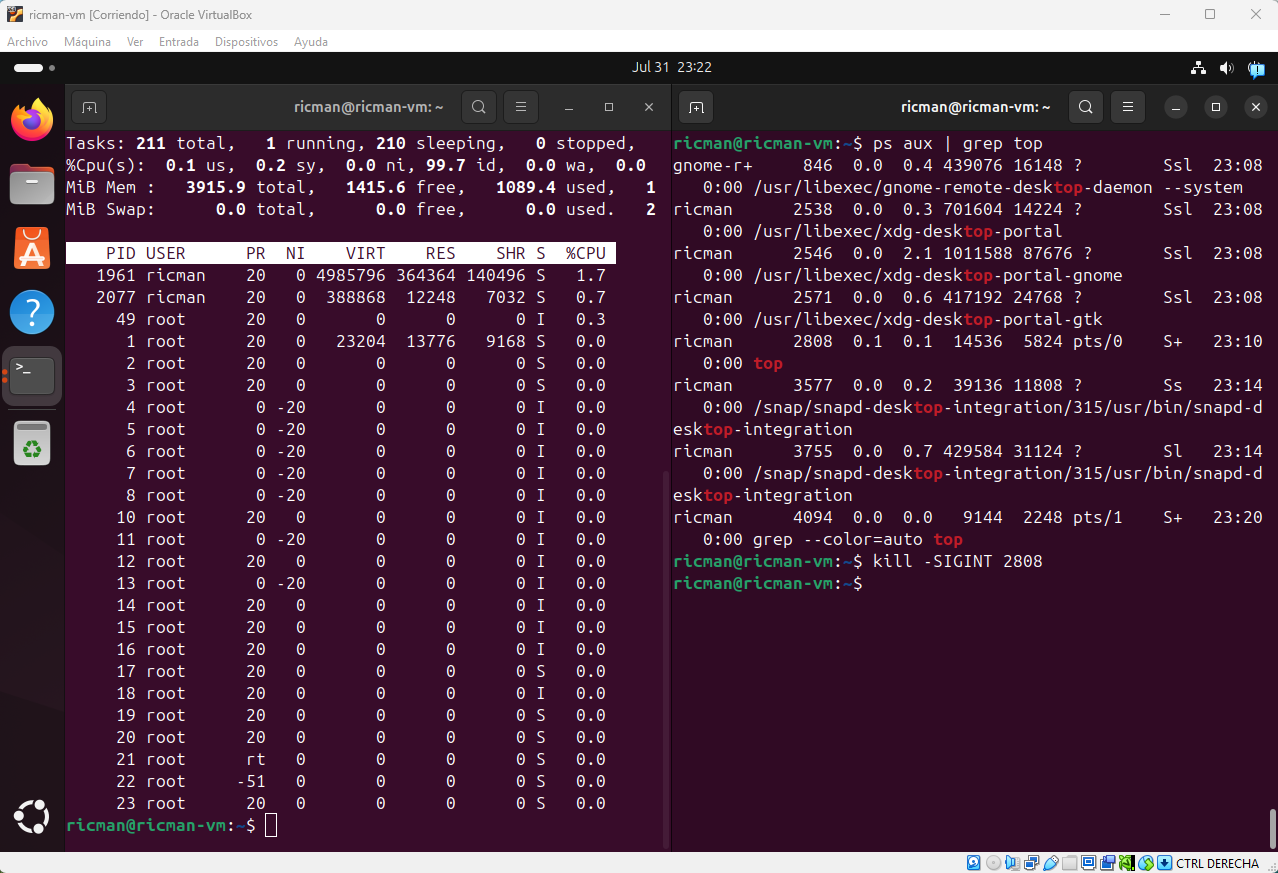 ricman-vm [Corriendo] - Oracle VirtualBox
Archivo Máquina Ver Entrada Dispositivos Ayuda
Jul 31 23:22
ricman@ricman-vm: ~
Tasks: 211 total, 1 running, 210 sleeping, 0 stopped,
%Cpu(s): 0.1 us, 0.2 sy, 0.0 ni, 99.7 id, 0.0 wa, 0.0
MiB Mem : 3915.9 total, 1415.6 free, 1089.4 used, 1
MiB Swap: 0.0 total, 0.0 free, 0.0 used. 2
PID USER PR NI VIRT RES SHR S %CPU
1961 ricman 20 0 4985796 364364 140496 S 1.7
2077 ricman 20 0 388868 12248 7032 S 0.7
49 root 20 0 0 0 0 I 0.3
1 root 20 0 23204 13776 9168 S 0.0
2 root 20 0 0 0 0 S 0.0
3 root 20 0 0 0 0 S 0.0
4 root 0 -20 0 0 0 I 0.0
5 root 0 -20 0 0 0 I 0.0
6 root 0 -20 0 0 0 I 0.0
7 root 0 -20 0 0 0 I 0.0
8 root 0 -20 0 0 0 I 0.0
10 root 20 0 0 0 0 I 0.0
11 root 0 -20 0 0 0 I 0.0
12 root 20 0 0 0 0 I 0.0
13 root 0 -20 0 0 0 I 0.0
14 root 20 0 0 0 0 I 0.0
15 root 20 0 0 0 0 I 0.0
16 root 20 0 0 0 0 I 0.0
17 root 20 0 0 0 0 S 0.0
18 root 20 0 0 0 0 I 0.0
19 root 20 0 0 0 0 S 0.0
20 root 20 0 0 0 0 S 0.0
21 root rt 0 0 0 0 S 0.0
22 root -51 0 0 0 0 S 0.0
23 root 20 0 0 0 0 S 0.0
ricman@ricman-vm:~$
ricman@ricman-vm: ~
ricman@ricman-vm:~$ ps aux | grep top
gnome-r+ 846 0.0 0.4 439076 16148 ? Ssl 23:08
0:00 /usr/libexec/gnome-remote-desktop-daemon --system
ricman 2538 0.0 0.3 701604 14224 ? Ssl 23:08
0:00 /usr/libexec/xdg-desktop-portal
ricman 2546 0.0 2.1 1011588 87676 ? Ssl 23:08
0:00 /usr/libexec/xdg-desktop-portal-gnome
ricman 2571 0.0 0.6 417192 24768 ? Ssl 23:08
0:00 /usr/libexec/xdg-desktop-portal-gtk
ricman 2808 0.1 0.1 14536 5824 pts/0 S+ 23:10
0:00 top
ricman 3577 0.0 0.2 39136 11808 ? Ss 23:14
0:00 /snap/snapd-desktop-integration/315/usr/bin/snapd-d
esktop-integration
ricman 3755 0.0 0.7 429584 31124 ? Sl 23:14
0:00 /snap/snapd-desktop-integration/315/usr/bin/snapd-d
esktop-integration
ricman 4094 0.0 0.0 9144 2248 pts/1 S+ 23:20
0:00 grep --color=auto top
ricman@ricman-vm:~$ kill -SIGINT 2808
ricman@ricman-vm:~$
CTRL DERECHA